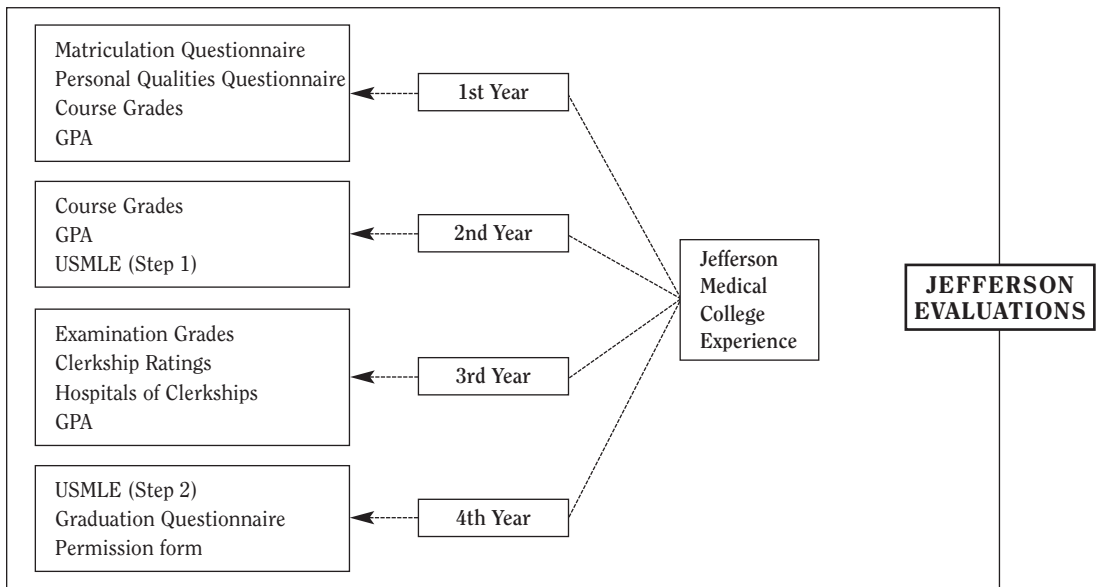 Matriculation Questionnaire
Personal Qualities Questionnaire
Course Grades
GPA
1st Year
Course Grades
GPA
USMLE (Step 1)
2nd Year
Examination Grades
Clerkship Ratings
Hospitals of Clerkships
GPA
3rd Year
USMLE (Step 2)
Graduation Questionnaire
Permission form
4th Year
Jefferson
Medical
College
Experience
JEFFERSON
EVALUATIONS